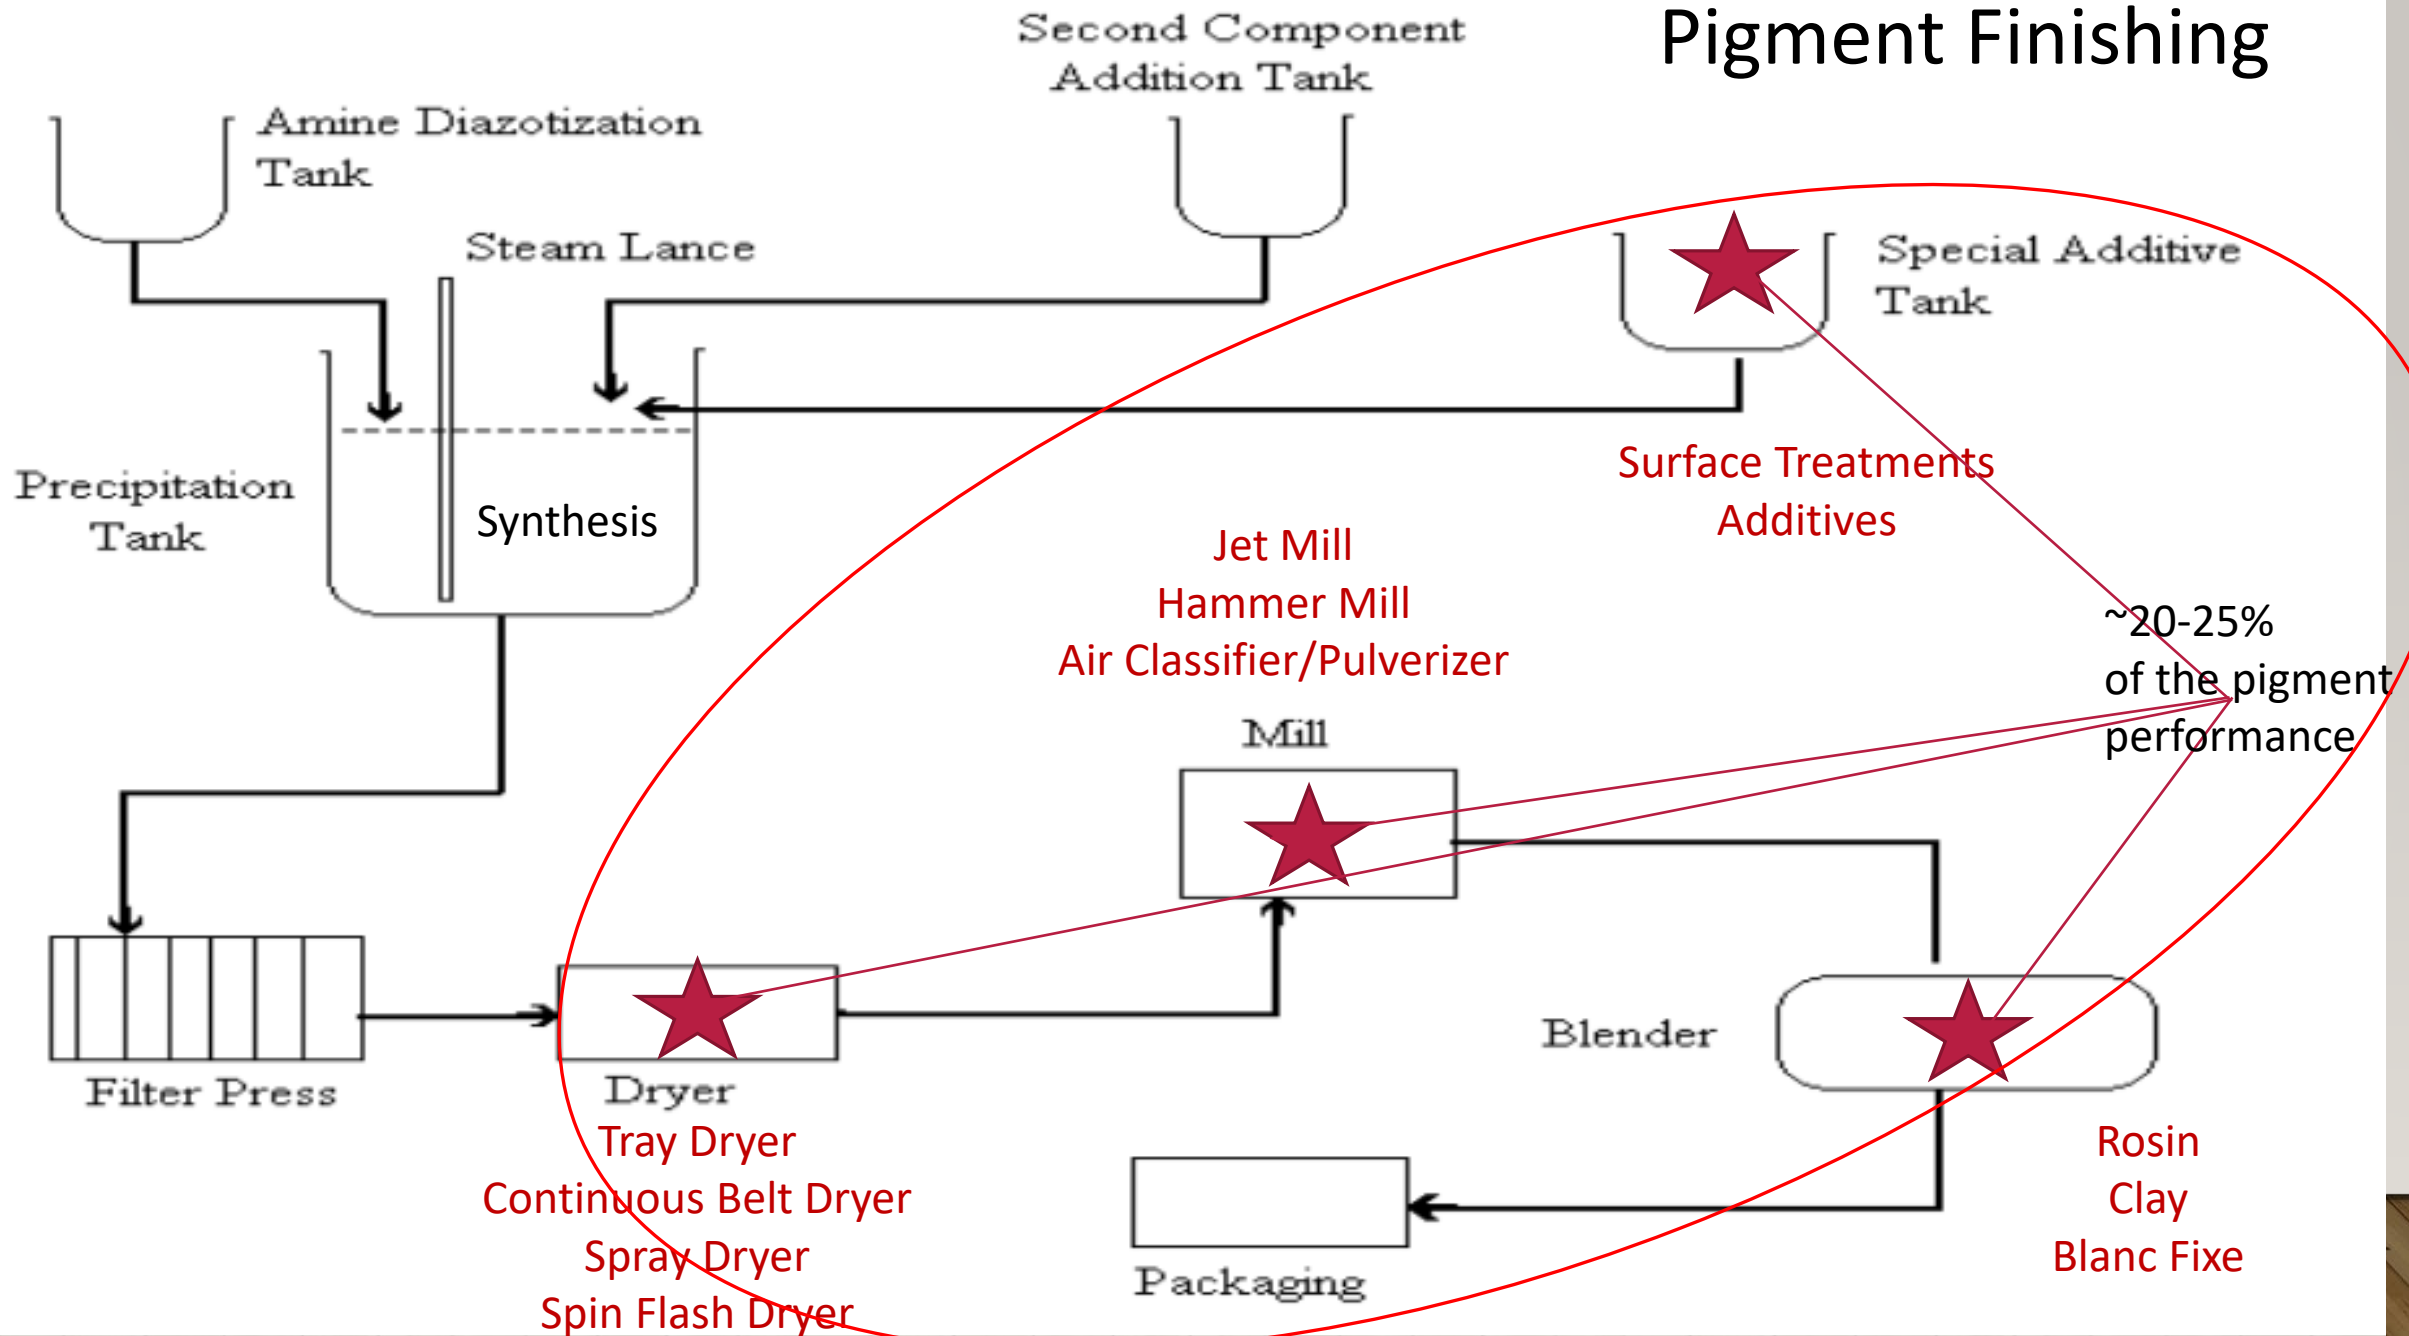 Pigment Finishing
Second Component
Addition Tank
Amine Diazotization
Tank
Steam Lance
Special Additive
Tank
Precipitation
Tank
Synthesis
Surface Treatments
Additives
Jet Mill
Hammer Mill
Air Classifier/Pulverizer
~20-25%
of the pigment
performance
Mill
Filter Press
Dryer
Tray Dryer
Continuous Belt Dryer
Spray Dryer
Spin Flash Dryer
Blender
Rosin
Clay
Blanc Fixe
Packaging